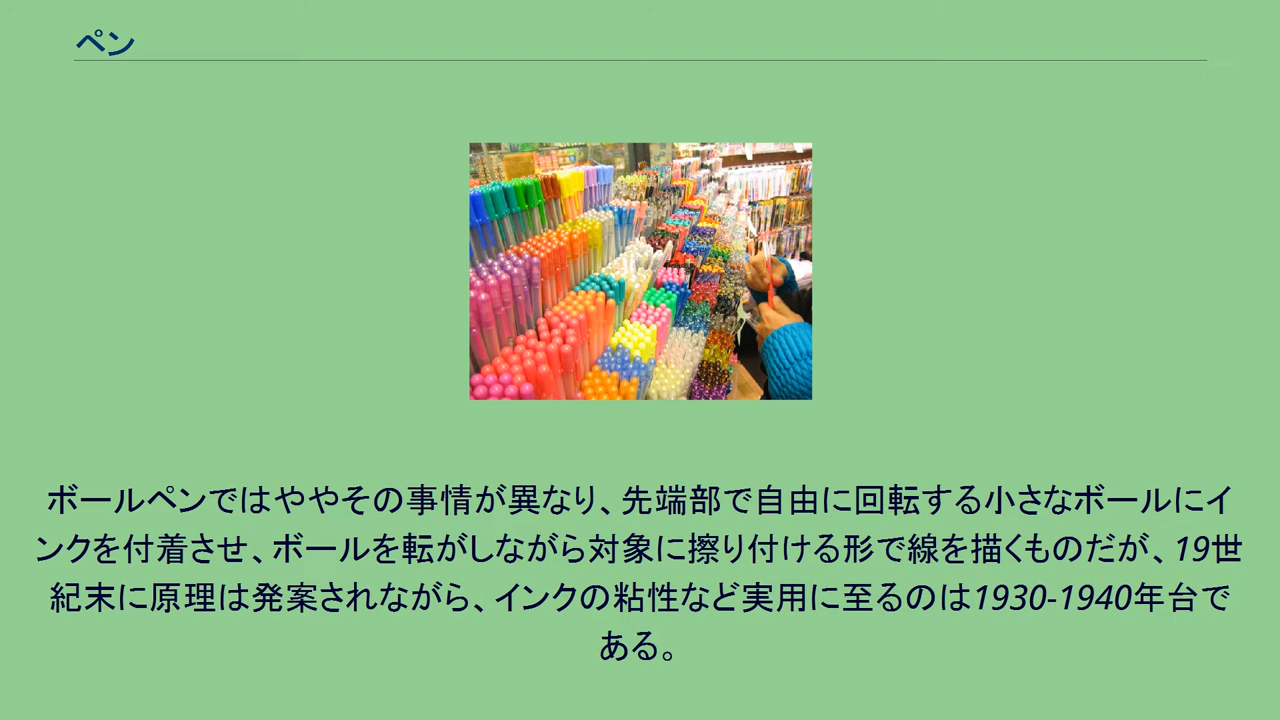 ペン
ボールペンではややその事情が異なり、先端部で自由に回転する小さなボールにイ
ンクを付着させ、ボールを転がしながら対象に擦り付ける形で線を描くものだが、19世
紀末に原理は発案されながら、インクの粘性など実用に至るのは1930-1940年台で
ある。